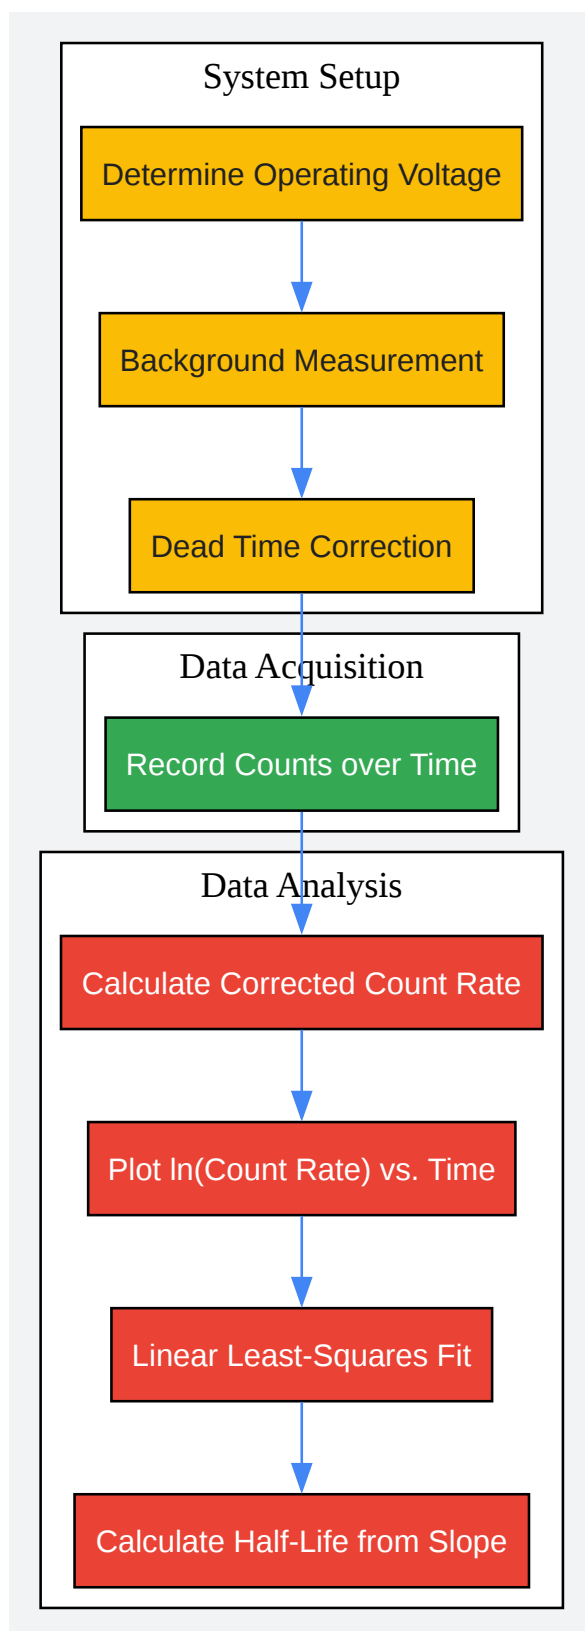 System Setup
Determine Operating Voltage
Background Measurement
Dead Time Correction
Data Acquisition
Record Counts over Time
Data Analysis
Calculate Corrected Count Rate
Plot ln(Count Rate) vs. Time
Linear Least-Squares Fit
Calculate Half-Life from Slope